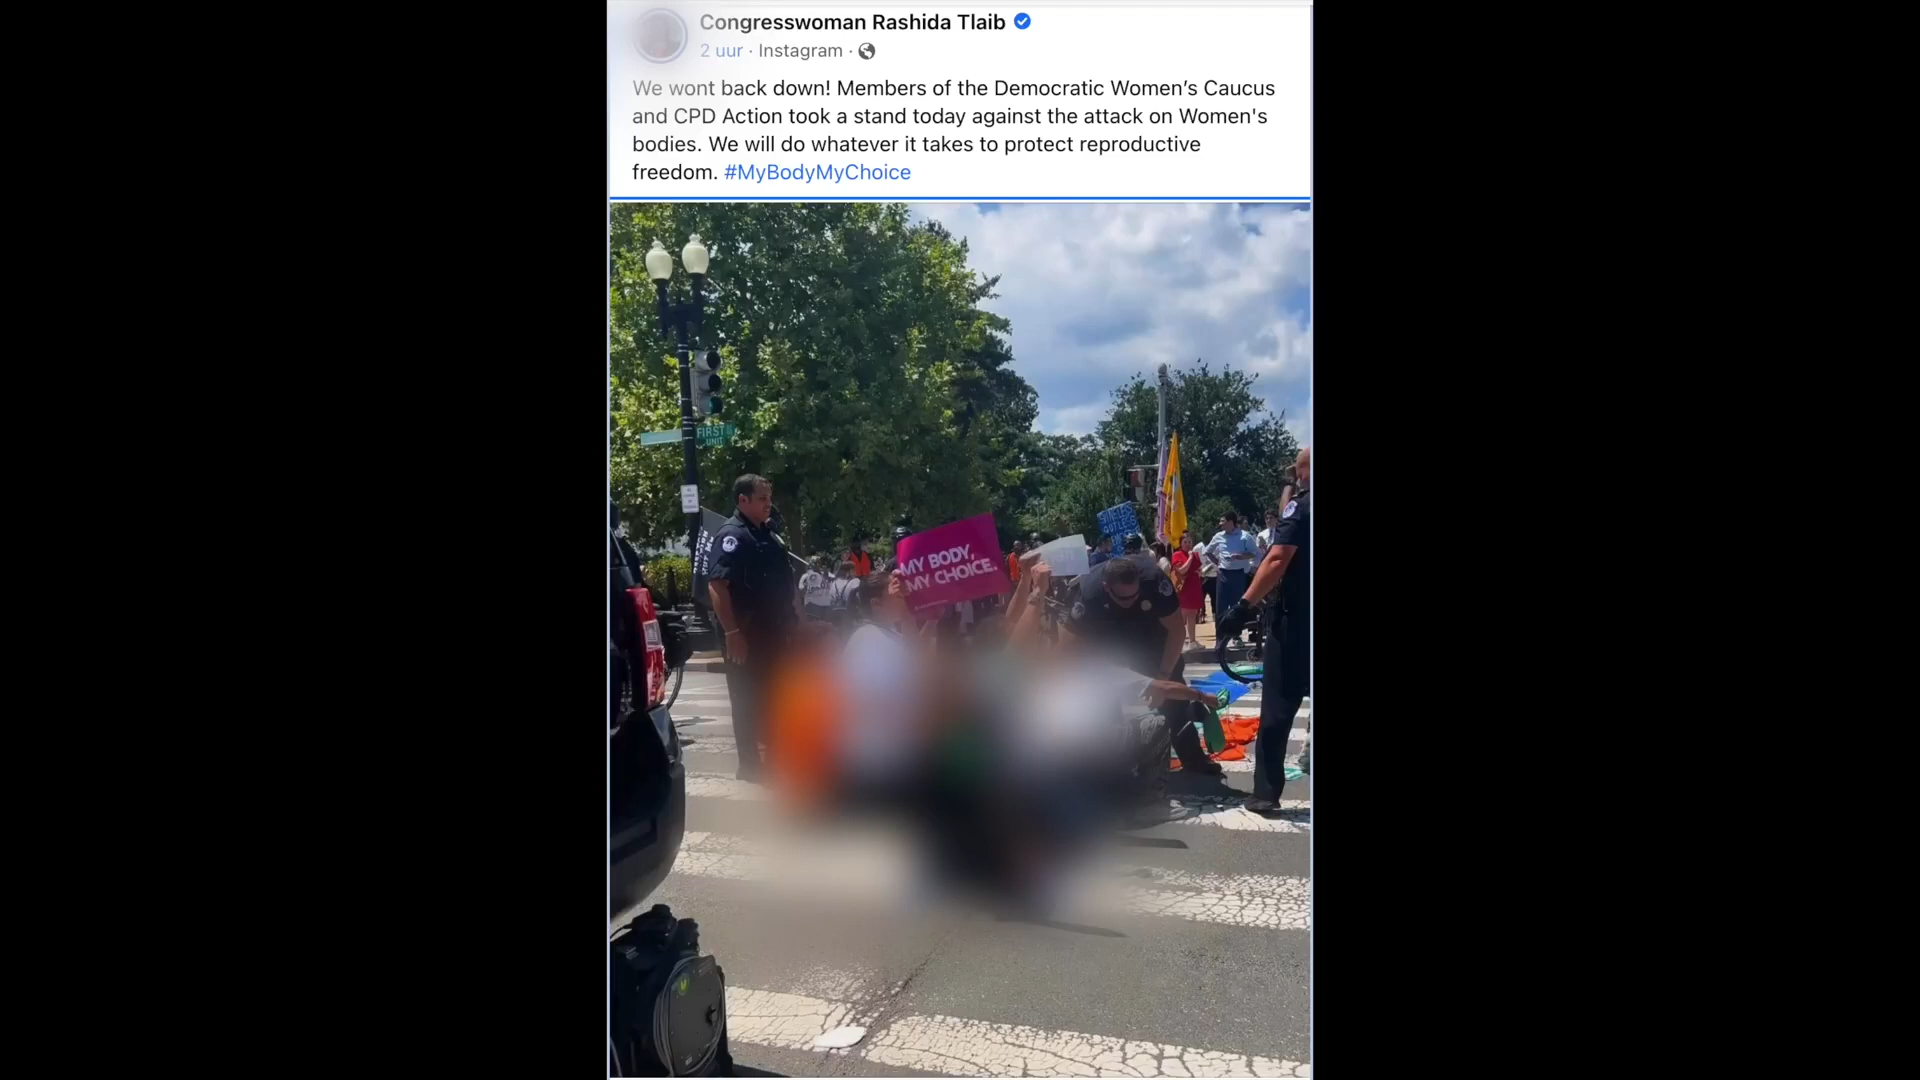 Congresswoman Rashida Tlaib
2 uur · Instagram ·
We wont back down! Members of the Democratic Women’s Caucus
and CPD Action took a stand today against the attack on Women's
bodies. We will do whatever it takes to protect reproductive
freedom. #MyBodyMyChoice
FIRST
UNIT
MY BODY,
MY CHOICE.